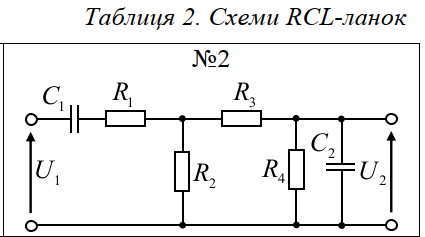 Таблиця 2. Схеми RCL-ланок
№2
C₁ R₁ R₃
U₁ R₂ R₄ C₂ U₂